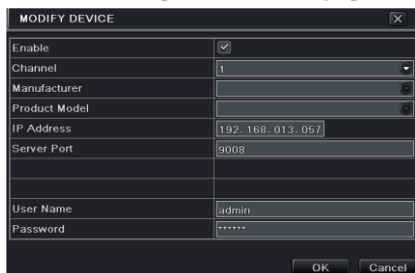 MODIFY DEVICE
Enable
Channel 1
Manufacturer
Product Model
IP Address 192. 168. 013. 057
Server Port 9008
User Name admin
Password ******
OK Cancel